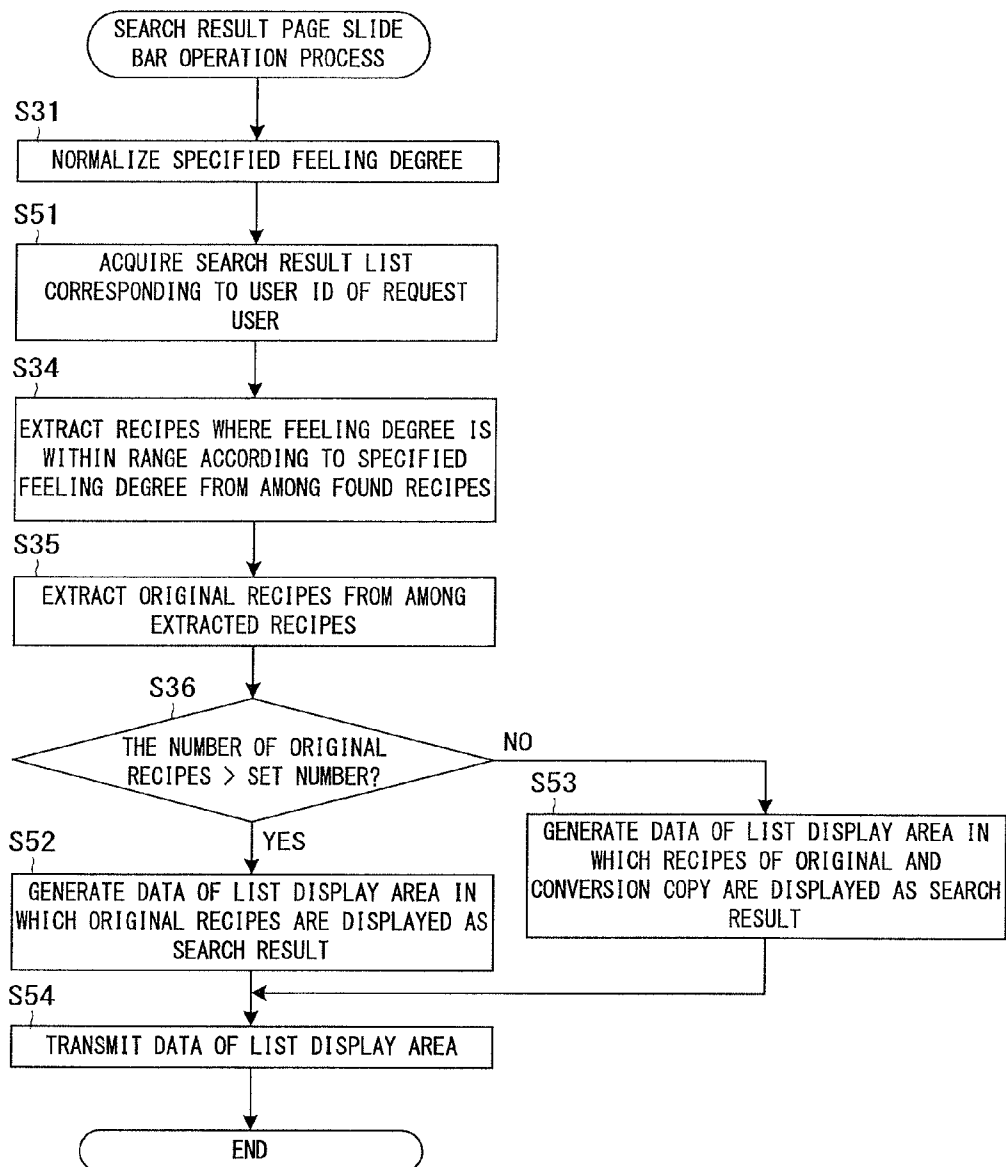 SEARCH RESULT PAGE SLIDE
BAR OPERATION PROCESS
S31
NORMALIZE SPECIFIED FEELING DEGREE
S51
ACQUIRE SEARCH RESULT LIST
CORRESPONDING TO USER ID OF REQUEST
USER
S34
EXTRACT RECIPES WHERE FEELING DEGREE IS
WITHIN RANGE ACCORDING TO SPECIFIED
FEELING DEGREE FROM AMONG FOUND RECIPES
S35
EXTRACT ORIGINAL RECIPES FROM AMONG
EXTRACTED RECIPES
S36
THE NUMBER OF ORIGINAL
RECIPES > SET NUMBER?
NO
YES
S53
GENERATE DATA OF LIST DISPLAY AREA IN
WHICH RECIPES OF ORIGINAL AND
CONVERSION COPY ARE DISPLAYED AS SEARCH
RESULT
S52
GENERATE DATA OF LIST DISPLAY AREA IN
WHICH ORIGINAL RECIPES ARE DISPLAYED AS
SEARCH RESULT
S54
TRANSMIT DATA OF LIST DISPLAY AREA
END